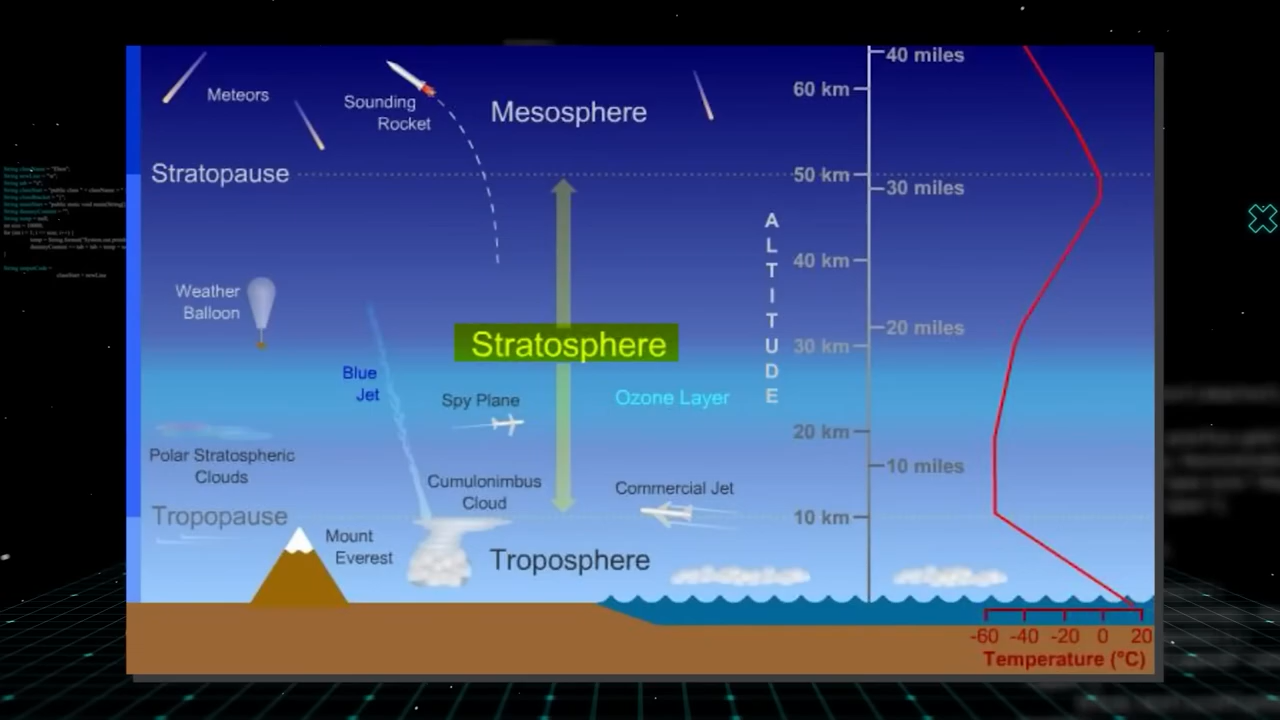 Meteors
Sounding
Rocket
Mesosphere
40 miles
60 km
Stratopause
50 km
30 miles
ALTITUDE
40 km
Weather
Balloon
20 miles
Stratosphere
30 km
Blue
Jet
Spy Plane
Ozone Layer
20 km
Polar Stratospheric
Clouds
10 miles
Cumulonimbus
Cloud
Commercial Jet
Tropopause
10 km
Mount
Everest
Troposphere
-60 -40 -20 0 20
Temperature (°C)